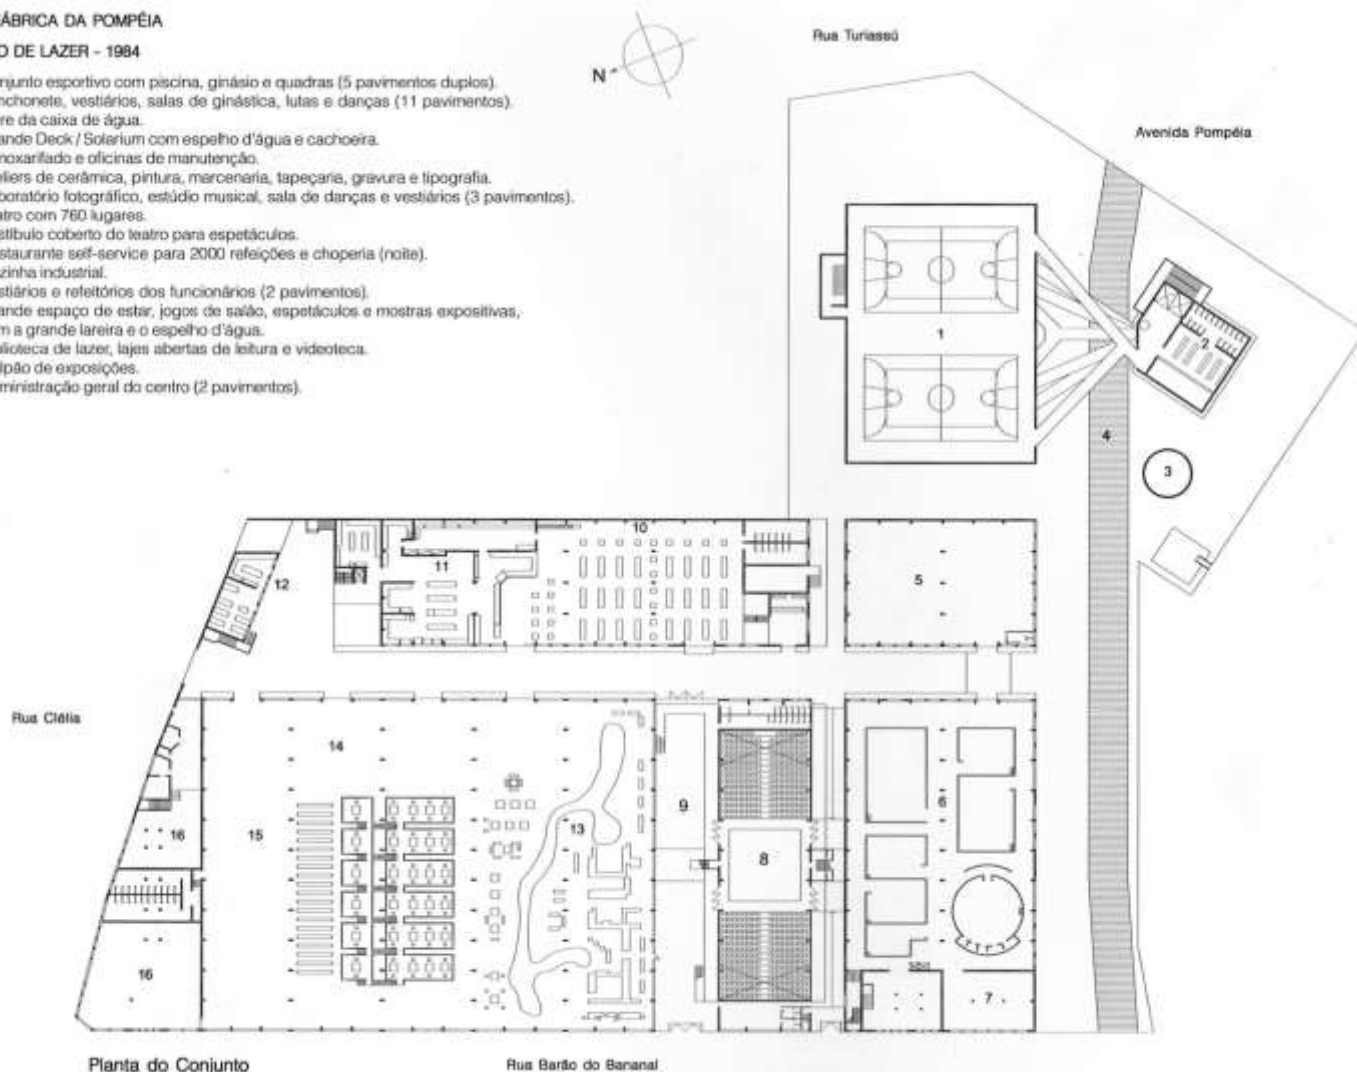 ÁBRICA DA POMPÉIA
O DE LAZER - 1984
njunto esportivo com piscina, ginásio e quadras (5 pavimentos duplos).
nchonete, vestiários, salas de ginástica, lutas e danças (11 pavimentos).
re da caixa de água.
ande Deck / Solarium com espelho d'água e cachoeira.
moxarifado e oficinas de manutenção.
eliers de cerâmica, pintura, marcenaria, tapeçaria, gravura e tipografia.
boratório fotográfico, estúdio musical, sala de danças e vestiários (3 pavimentos).
atro com 760 lugares.
stíbulo coberto do teatro para espetáculos.
staurante self-service para 2000 refeições e choperia (noite).
zinha industrial.
stiários e refeitórios dos funcionários (2 pavimentos).
ande espaço de estar, jogos de salão, espetáculos e mostras expositivas,
m a grande lareira e o espelho d'água.
blioteca de lazer, lajes abertas de leitura e videoteca.
lpão de exposições.
ministração geral do centro (2 pavimentos).
N
Rua Turiassú
Avenida Pompéia
1
2
4
3
10
11
12
5
Rua Clélia
14
15
13
9
8
6
16
16
7
Planta do Conjunto
Rua Barão do Bananal